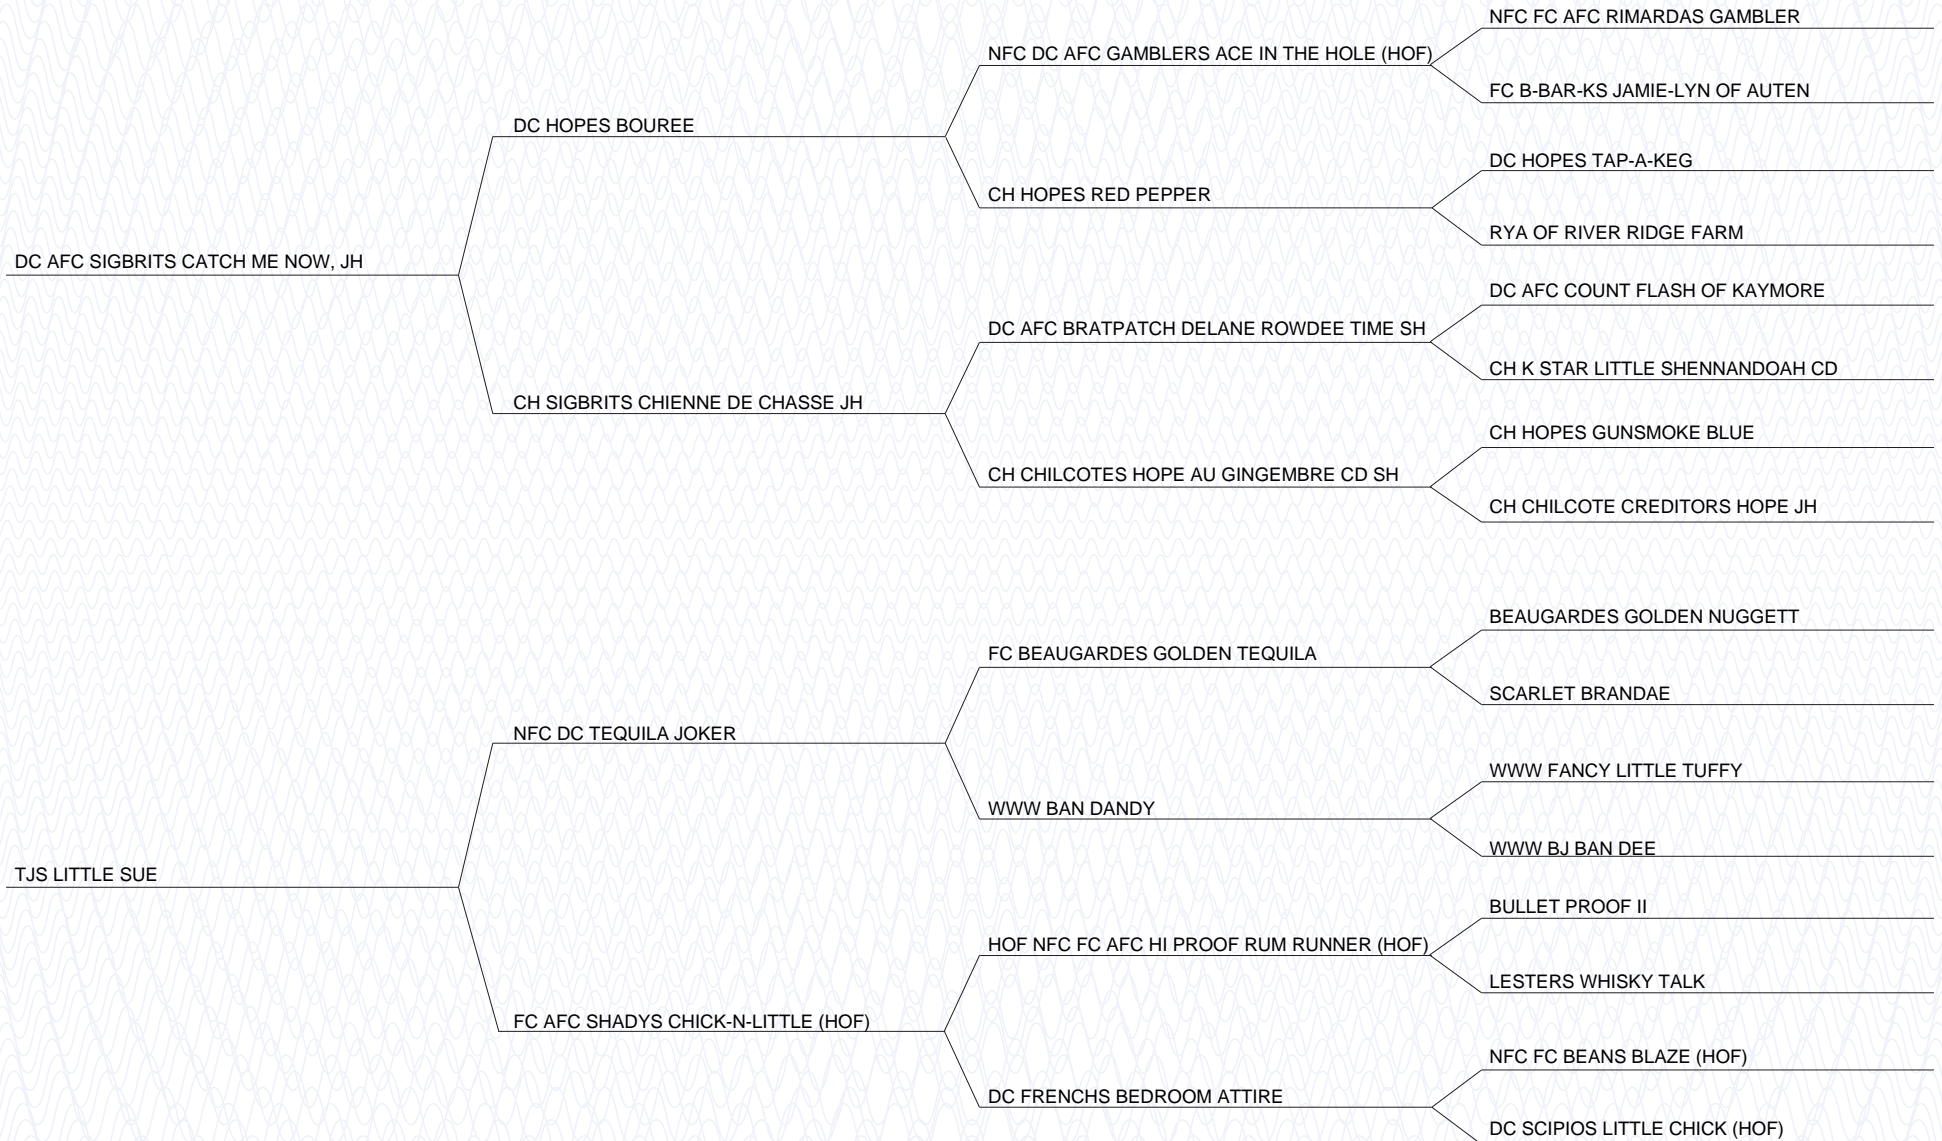 NFC FC AFC RIMARDAS GAMBLER
NFC DC AFC GAMBLERS ACE IN THE HOLE (HOF)
FC B-BAR-KS JAMIE-LYN OF AUTEN
DC HOPES BOUREE
DC HOPES TAP-A-KEG
CH HOPES RED PEPPER
RYA OF RIVER RIDGE FARM
DC AFC SIGBRITS CATCH ME NOW, JH
DC AFC COUNT FLASH OF KAYMORE
DC AFC BRATPATCH DELANE ROWDEE TIME SH
CH K STAR LITTLE SHENNANDOAH CD
CH SIGBRITS CHIENNE DE CHASSE JH
CH HOPES GUNSMOKE BLUE
CH CHILCOTES HOPE AU GINGEMBRE CD SH
CH CHILCOTE CREDITORS HOPE JH
BEAUGARDES GOLDEN NUGGETT
FC BEAUGARDES GOLDEN TEQUILA
SCARLET BRANDAE
NFC DC TEQUILA JOKER
WWW FANCY LITTLE TUFFY
WWW BAN DANDY
WWW BJ BAN DEE
TJS LITTLE SUE
BULLET PROOF II
HOF NFC FC AFC HI PROOF RUM RUNNER (HOF)
LESTERS WHISKY TALK
FC AFC SHADYS CHICK-N-LITTLE (HOF)
NFC FC BEANS BLAZE (HOF)
DC FRENCHS BEDROOM ATTIRE
DC SCIPIOS LITTLE CHICK (HOF)